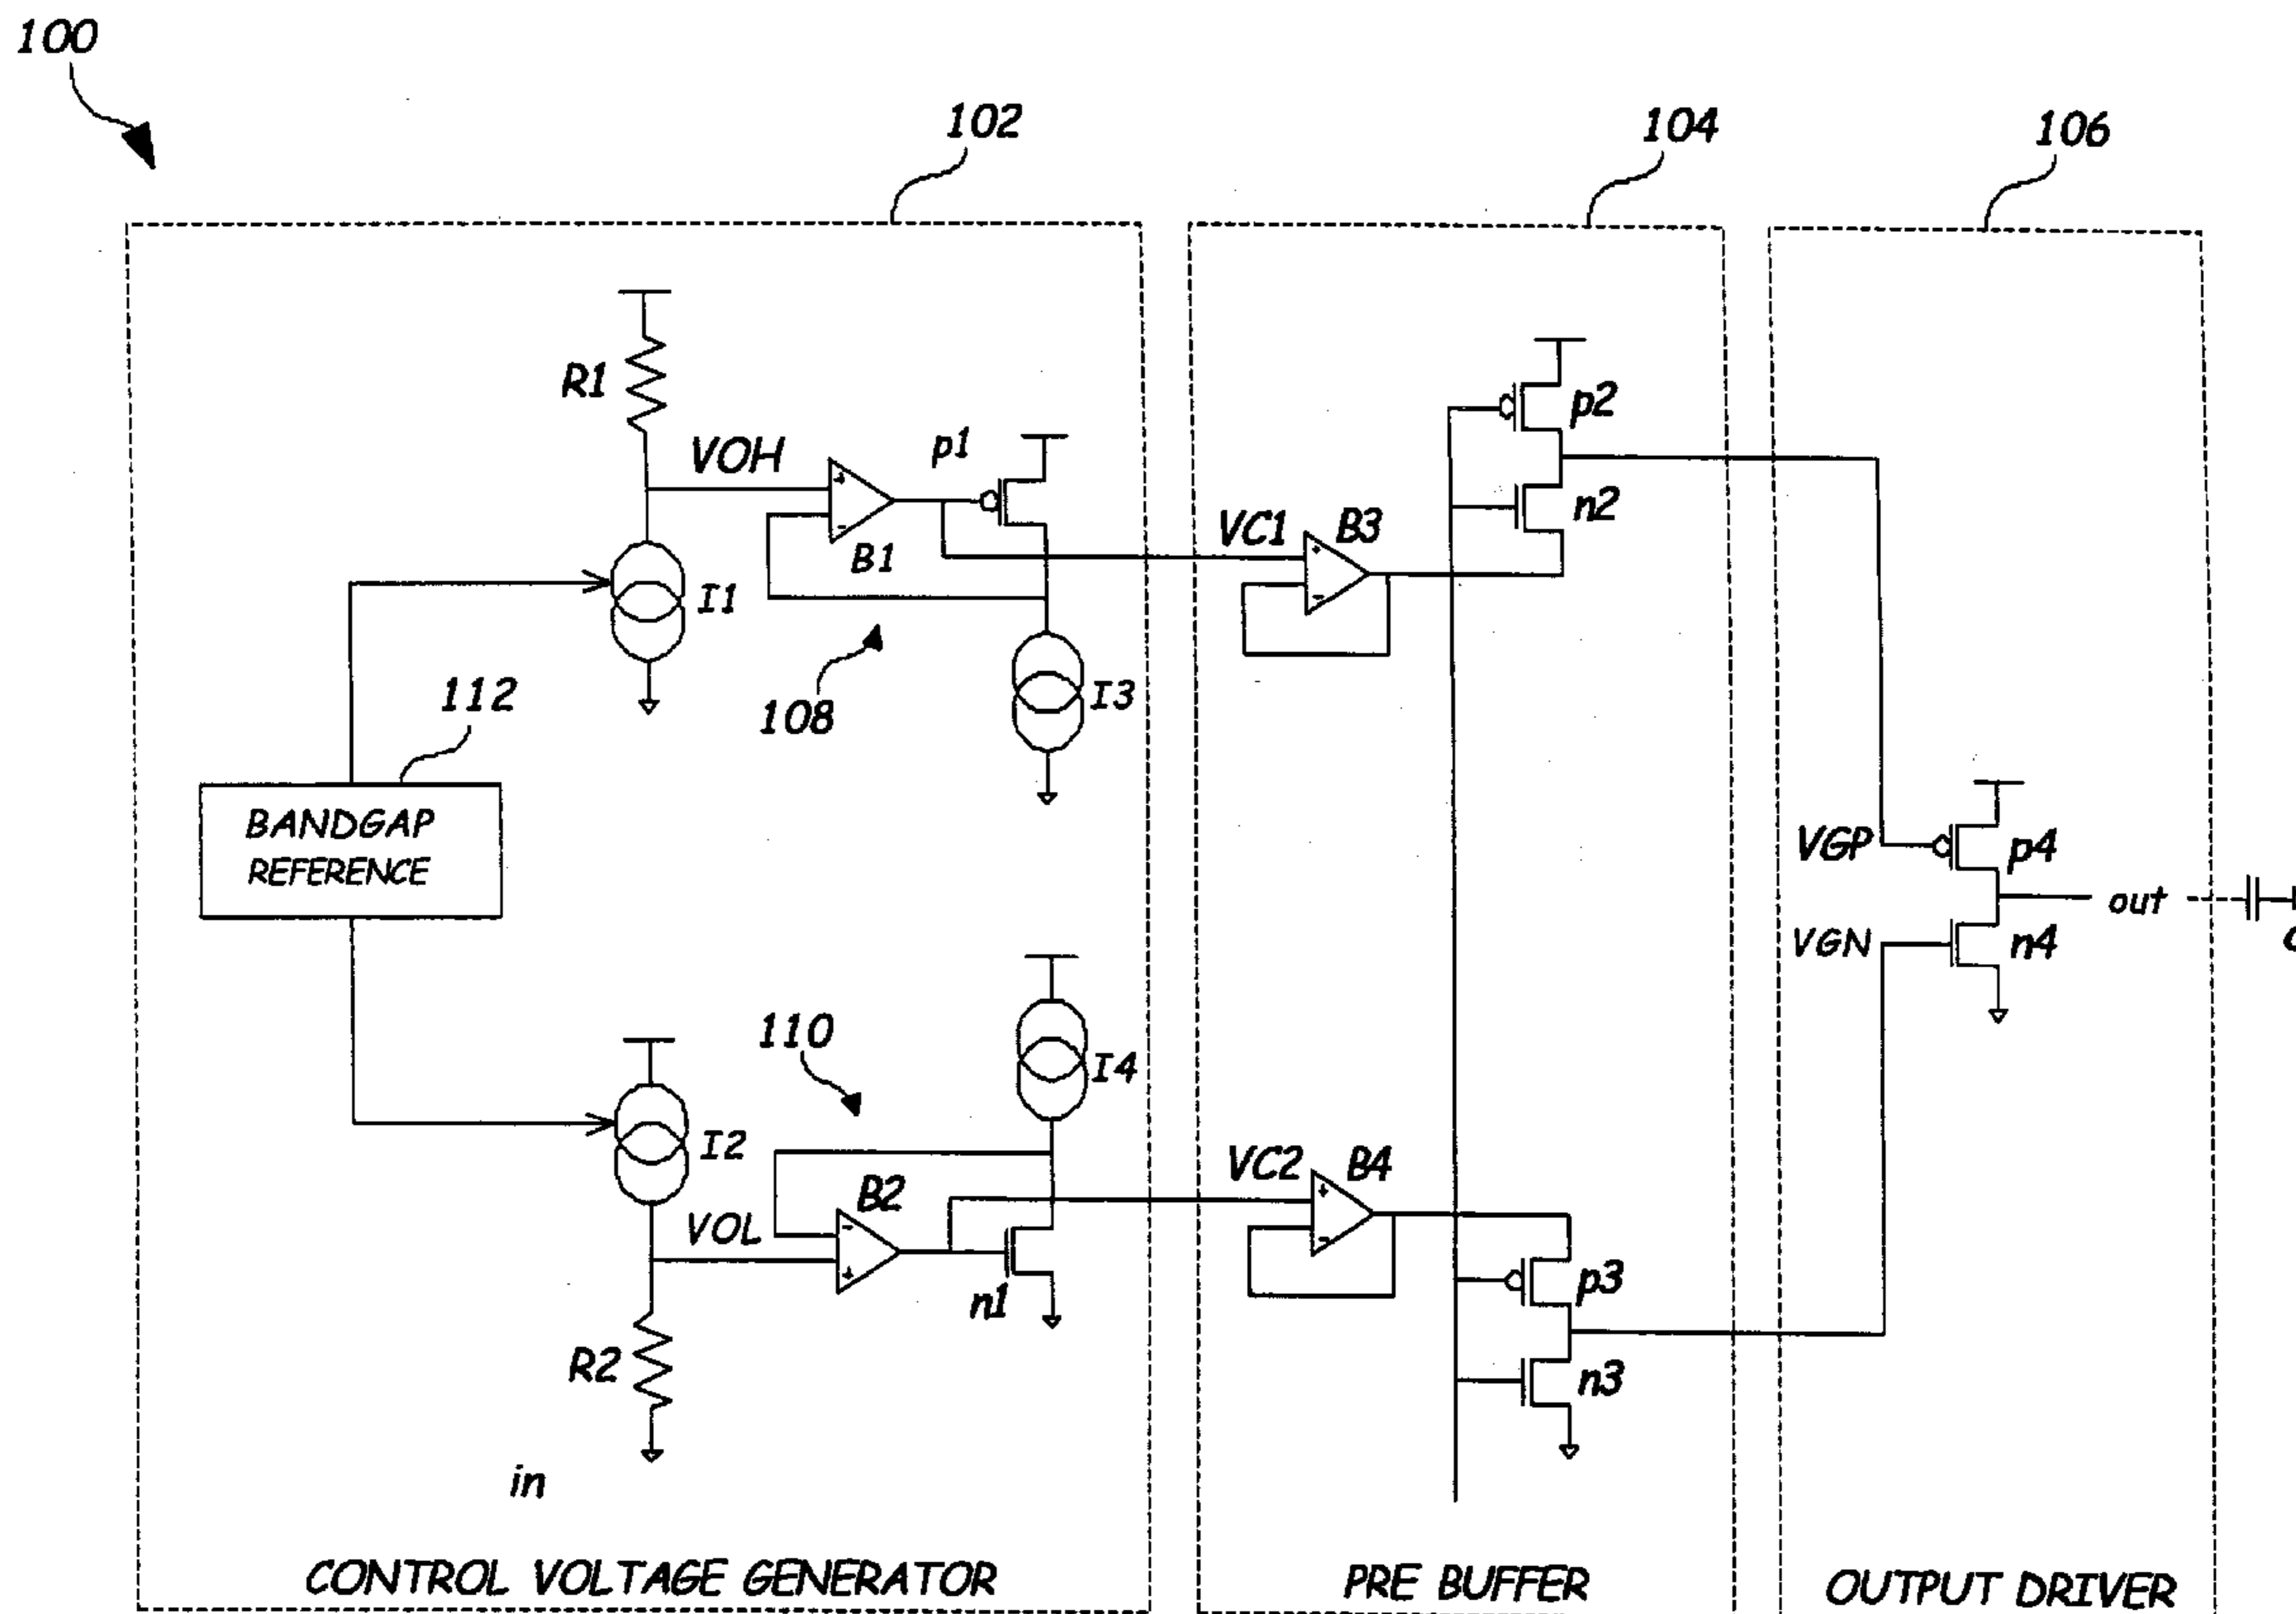 100
102
104
106
R1
VOH
p1
B1
I1
108
I3
112
BANDGAP
REFERENCE
110
I4
I2
VOL
B2
n1
R2
in
CONTROL VOLTAGE GENERATOR
VC1
B3
p2
n2
VC2
B4
p3
n3
PRE BUFFER
VGP
p4
out
VGN
n4
OUTPUT DRIVER